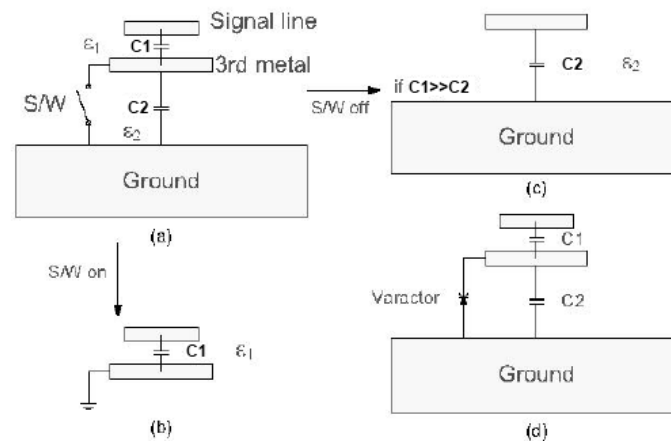 Signal line
ε1
C1
3rd metal
S/W
C2
ε2
Ground
(a)
S/W off
if C1>>C2
C2
ε2
Ground
(c)
S/W on
C1
ε1
(b)
C1
Varactor
C2
Ground
(d)